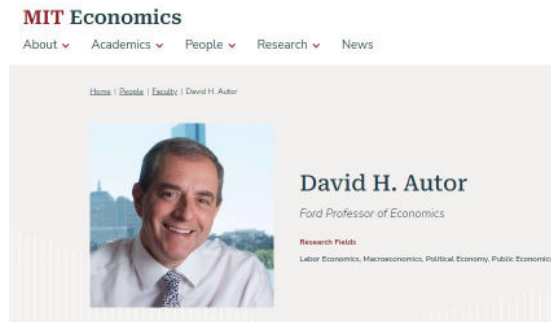 MIT Economics
About Academics People Research News
Home | People | Faculty | David H. Autor
David H. Autor
Ford Professor of Economics
Research Fields
Labor Economics, Macroeconomics, Political Economy, Public Economics